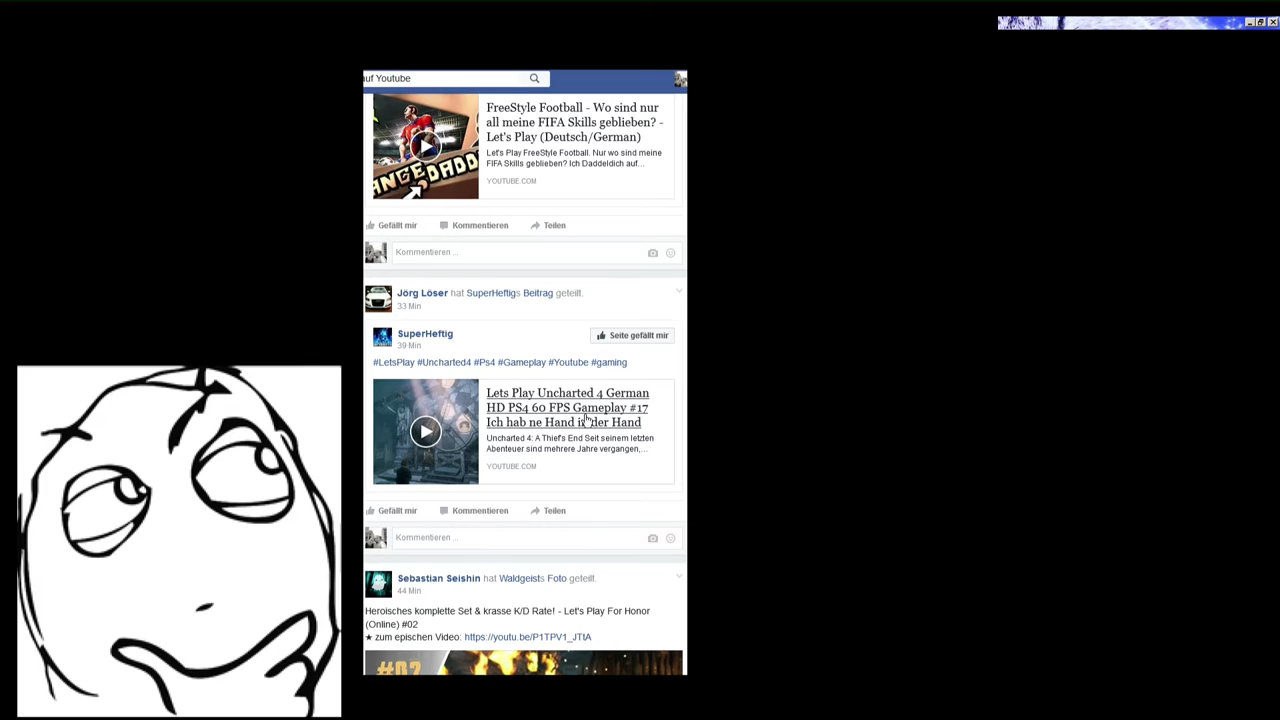 auf Youtube
FreeStyle Football - Wo sind nur
all meine FIFA Skills geblieben? -
Let's Play (Deutsch/German)
Let's Play FreeStyle Football. Nur wo sind meine
FIFA Skills geblieben? Ich Daddeldich auf...
ANGEDADD
YOUTUBE.COM
Gefällt mir Kommentieren Teilen
Kommentieren ...
Jörg Löser hat SuperHeftigs Beitrag geteilt.
33 Min
SuperHeftig
Seite gefällt mir
39 Min
#LetsPlay #Uncharted4 #Ps4 #Gameplay #Youtube #gaming
Lets Play Uncharted 4 German
HD PS4 60 FPS Gameplay #17
Ich hab ne Hand in der Hand
Uncharted 4: A Thief's End Seit seinem letzten
Abenteuer sind mehrere Jahre vergangen,...
YOUTUBE.COM
Gefällt mir Kommentieren Teilen
Kommentieren ...
Sebastian Seishin hat Waldgeists Foto geteilt.
44 Min
Heroisches komplette Set & krasse K/D Rate! - Let's Play For Honor
(Online) #02
★ zum epischen Video: https://youtu.be/P1TPV1_JTtA
#02